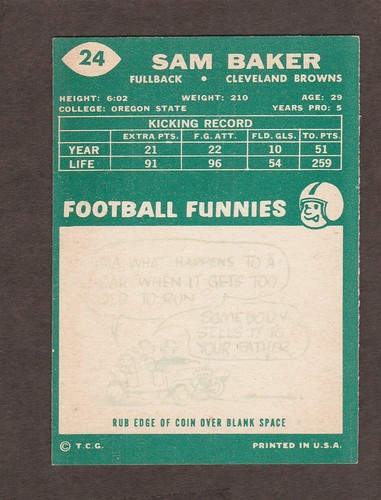 24 SAM BAKER
FULLBACK • CLEVELAND BROWNS
HEIGHT: 6:02 WEIGHT: 210 AGE: 29
COLLEGE: OREGON STATE YEARS PRO: 5
KICKING RECORD
EXTRA PTS. F.G. ATT. FLD. GLS. TO. PTS.
YEAR 21 22 10 51
LIFE 91 96 54 259
FOOTBALL FUNNIES
WHAT HAPPENS TO
CAR WHEN IT GETS TOO
OLD TO RUN
SOMEBODY
SELLS IT TO
YOUR FATHER
RUB EDGE OF COIN OVER BLANK SPACE
© T.C.G. PRINTED IN U.S.A.